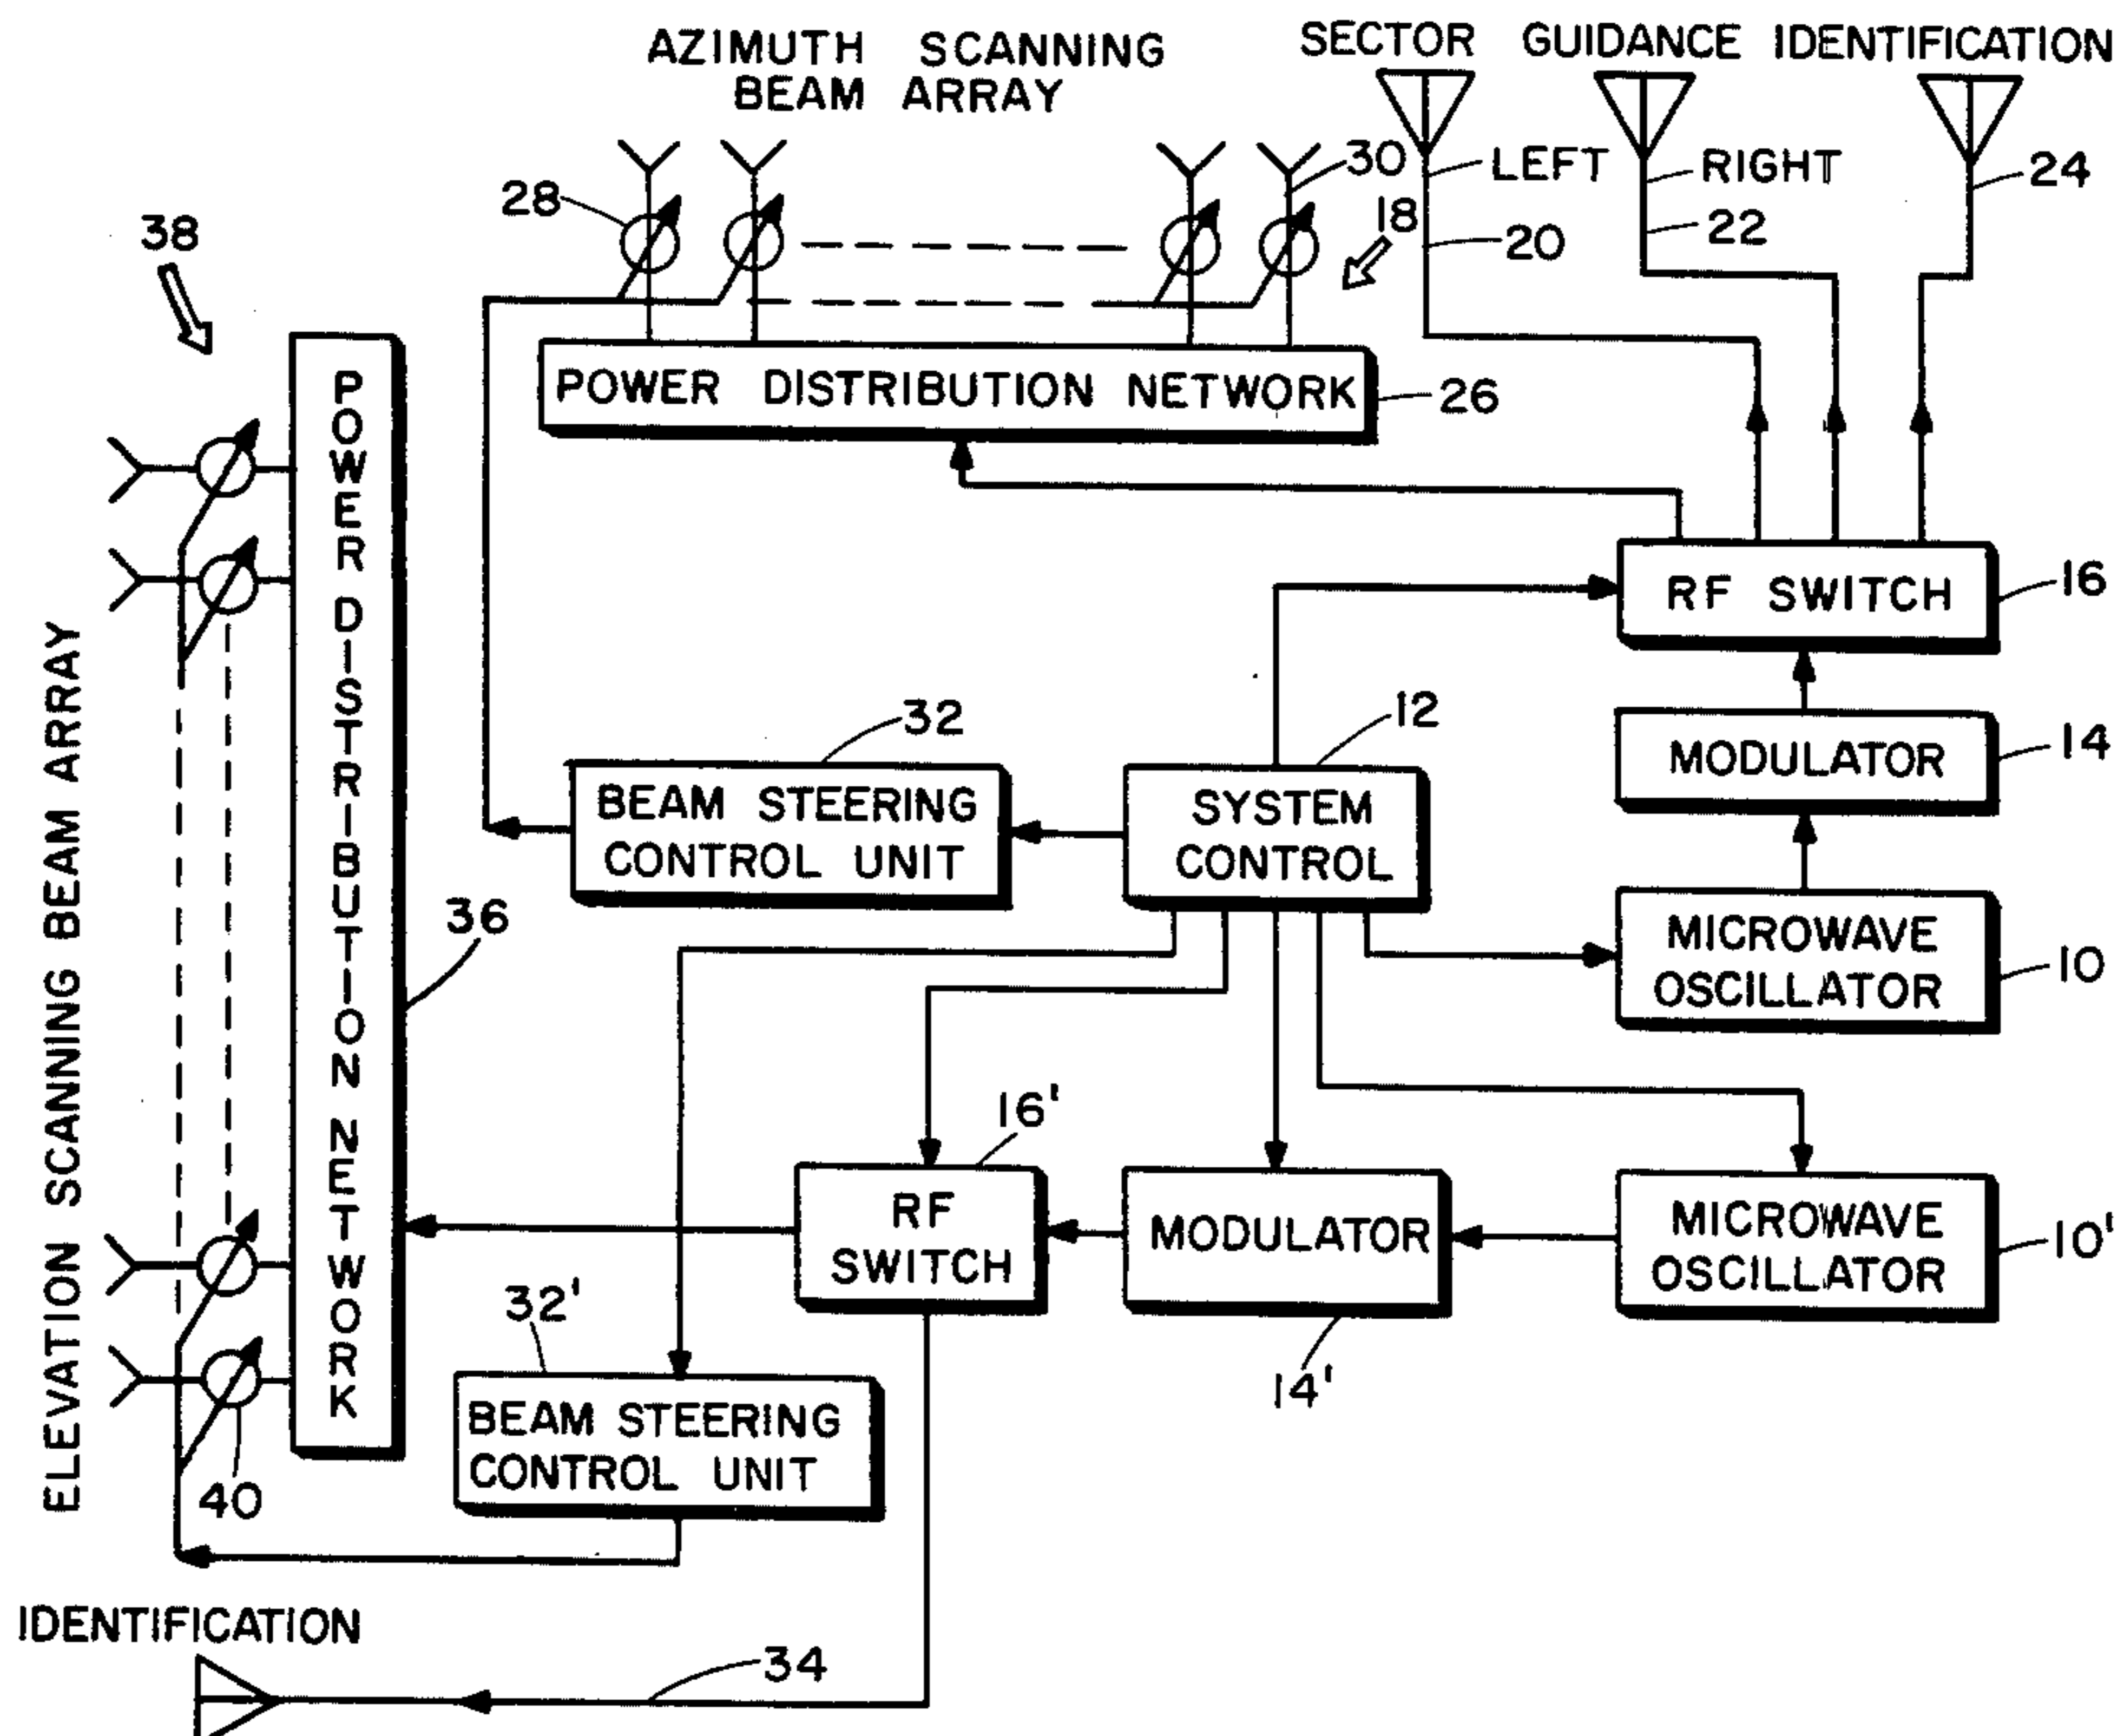 AZIMUTH SCANNING
BEAM ARRAY
SECTOR GUIDANCE IDENTIFICATION
LEFT
RIGHT
24
30
28
18
20
22
38
POWER DISTRIBUTION NETWORK
26
POWER DISTRIBUTION NETWORK
ELEVATION SCANNING BEAM ARRAY
RF SWITCH
16
32
12
MODULATOR
14
BEAM STEERING
CONTROL UNIT
SYSTEM
CONTROL
36
MICROWAVE
OSCILLATOR
10
16'
RF
SWITCH
MODULATOR
MICROWAVE
OSCILLATOR
10'
32'
14'
BEAM STEERING
CONTROL UNIT
40
IDENTIFICATION
34